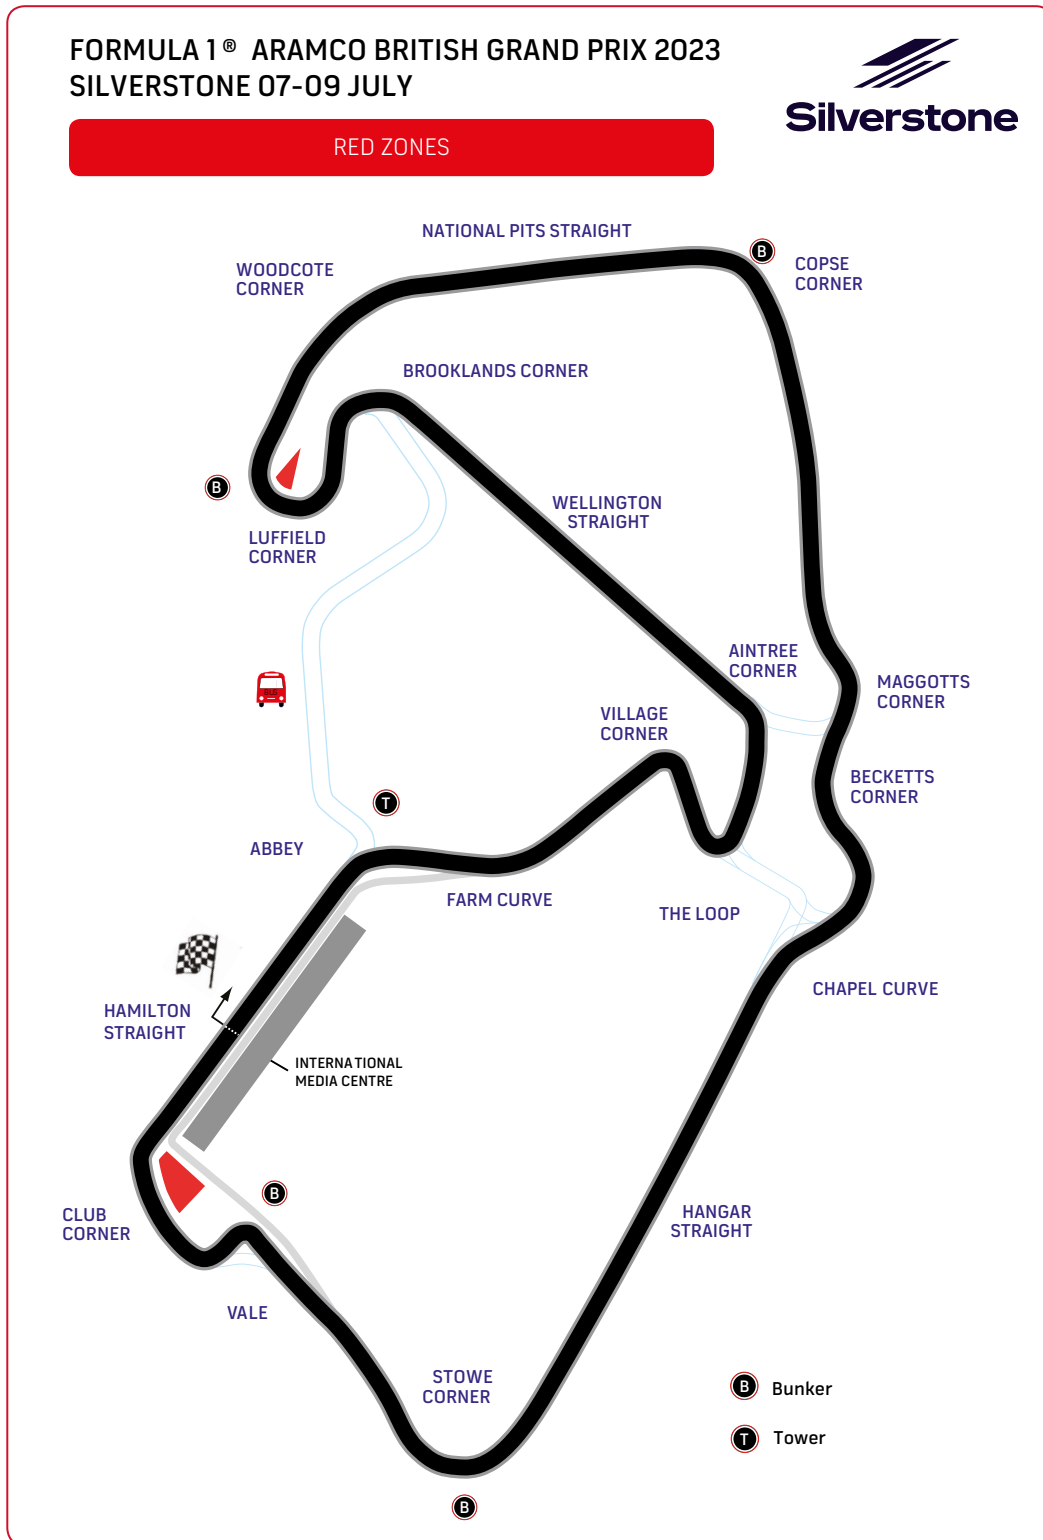 FORMULA 1® ARAMCO BRITISH GRAND PRIX 2023
SILVERSTONE 07-09 JULY
Silverstone
RED ZONES
NATIONAL PITS STRAIGHT
B
COPSE
CORNER
WOODCOTE
CORNER
BROOKLANDS CORNER
B
WELLINGTON
STRAIGHT
LUFFIELD
CORNER
AINTREE
CORNER
MAGGOTTS
CORNER
BUS
VILLAGE
CORNER
BECKETTS
CORNER
T
ABBEY
FARM CURVE
THE LOOP
CHAPEL CURVE
HAMILTON
STRAIGHT
INTERNATIONAL
MEDIA CENTRE
B
CLUB
CORNER
HANGAR
STRAIGHT
VALE
STOWE
CORNER
B Bunker
T Tower
B